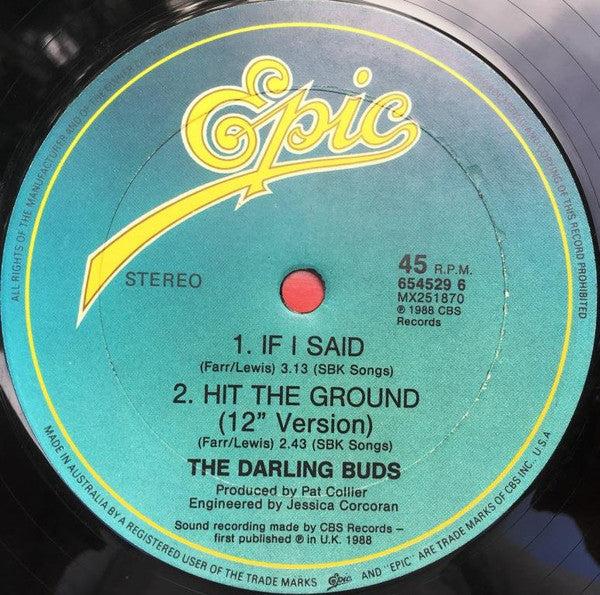 Epic
STEREO
45 R.P.M.
654529 6
MX251870
℗ 1988 CBS
Records
1. IF I SAID
(Farr/Lewis) 3.13 (SBK Songs)
2. HIT THE GROUND
(12” Version)
(Farr/Lewis) 2.43 (SBK Songs)
THE DARLING BUDS
Produced by Pat Collier
Engineered by Jessica Corcoran
Sound recording made by CBS Records –
first published ℗ in U.K. 1988
ALL RIGHTS OF THE MANUFACTURER AND OF THE OWNER
COPYING OF THIS RECORD PROHIBITED
MADE IN AUSTRALIA BY A REGISTERED USER OF THE TRADE MARKS Epic AND "EPIC" ARE TRADE MARKS OF CBS INC. U.S.A